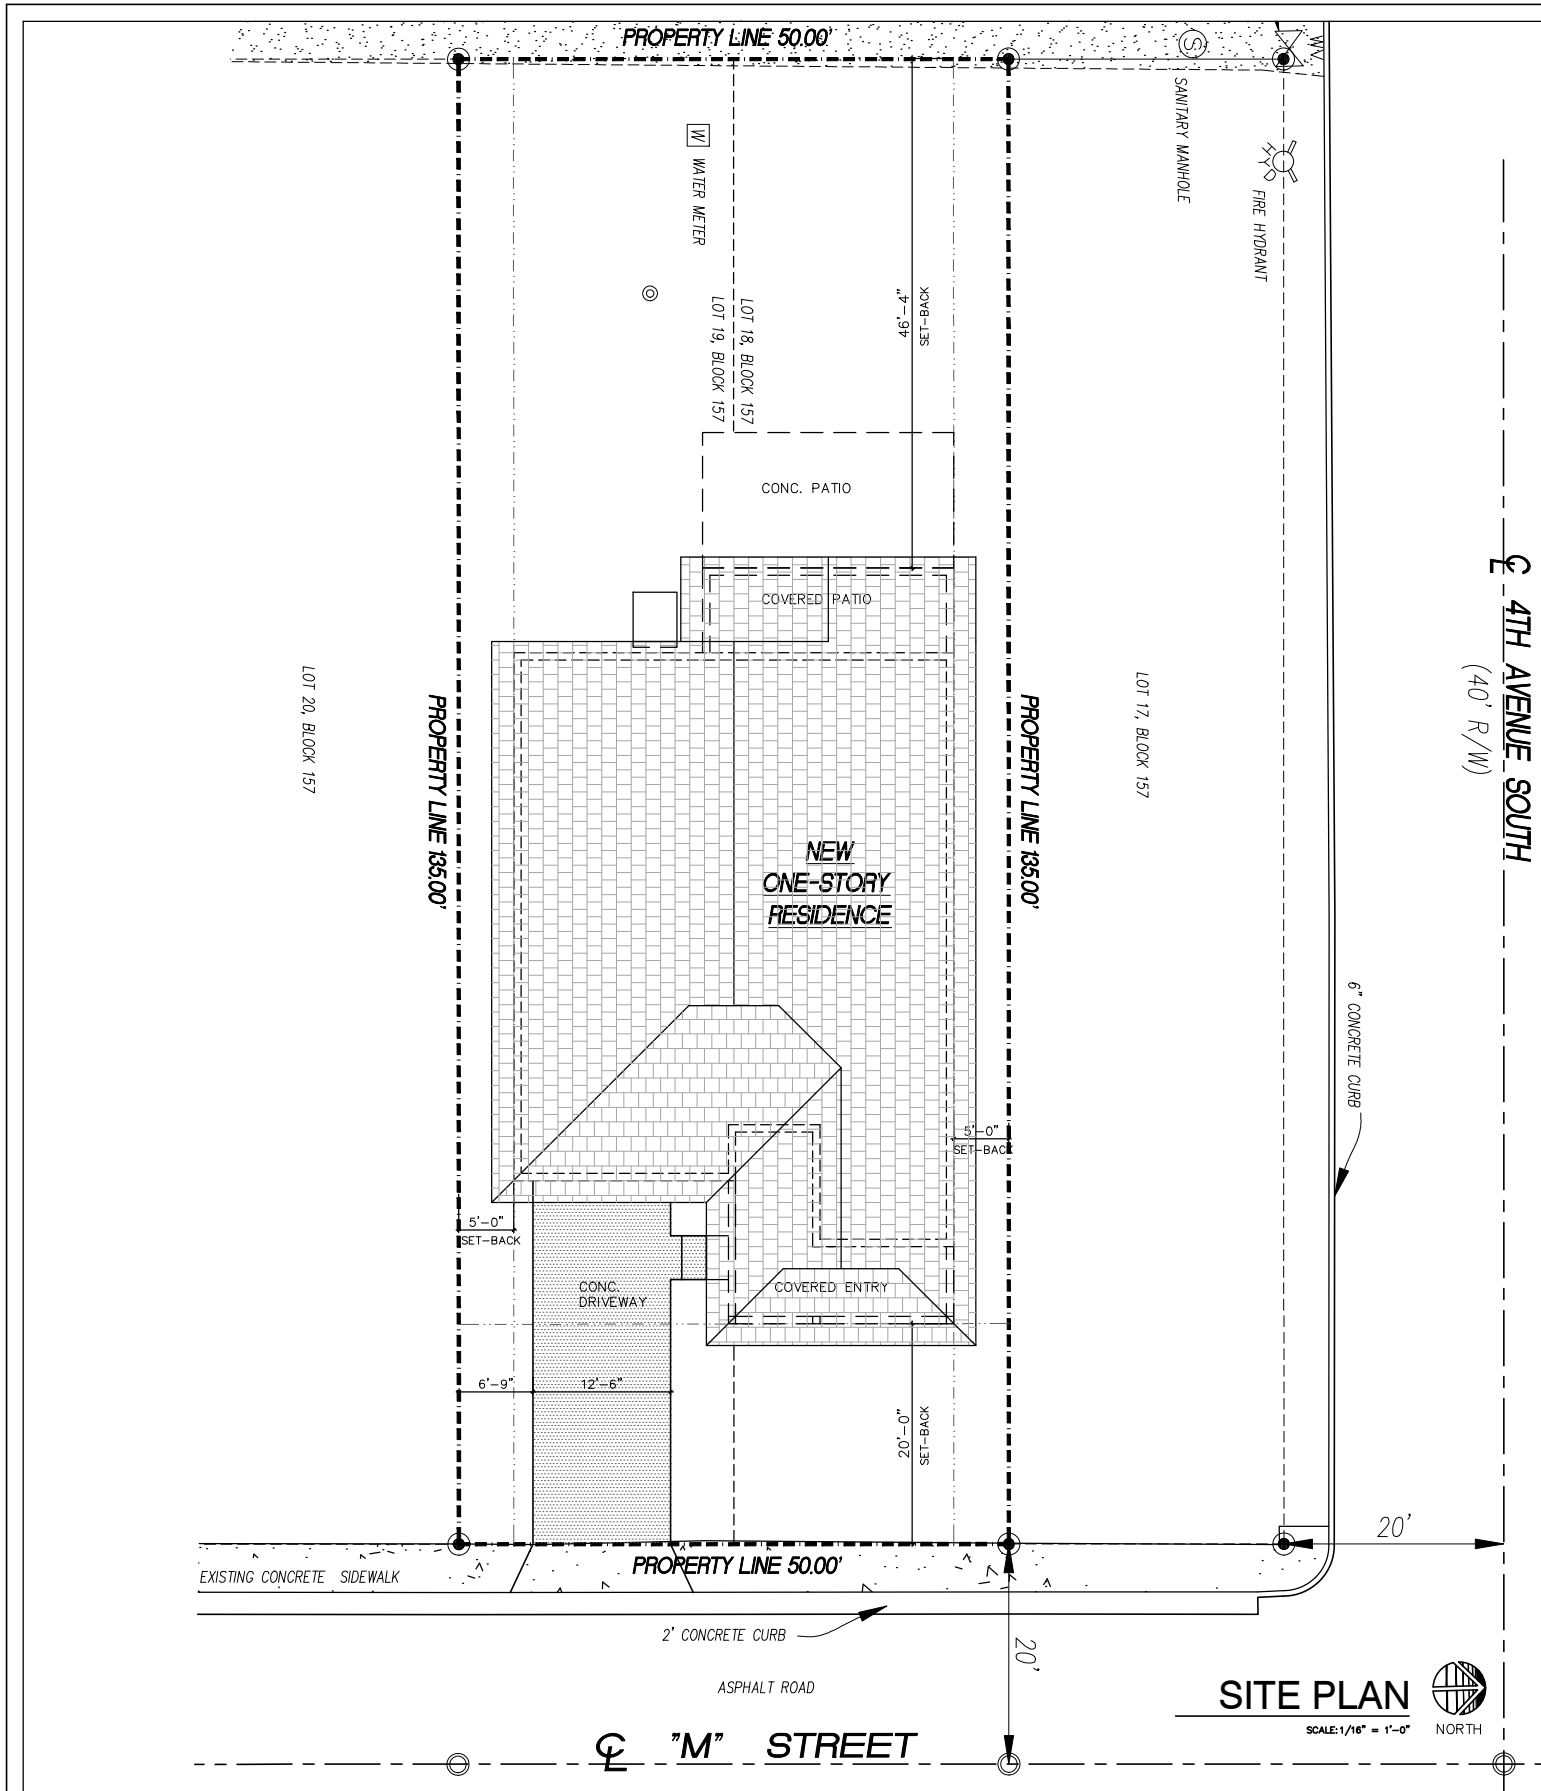 PROPERTY LINE 50.00'
S
SANITARY MANHOLE
W
WATER METER
HYD
FIRE HYDRANT
LOT 18, BLOCK 157
LOT 19, BLOCK 157
46'-4"
SET-BACK
CONC. PATIO
COVERED PATIO
℄ 4TH AVENUE SOUTH
(40' R/W)
LOT 20, BLOCK 157
PROPERTY LINE 135.00'
PROPERTY LINE 135.00'
LOT 17, BLOCK 157
NEW
ONE-STORY
RESIDENCE
6" CONCRETE CURB
5'-0"
SET-BACK
5'-0"
SET-BACK
CONC.
DRIVEWAY
COVERED ENTRY
6'-9"
12'-6"
20'-0"
SET-BACK
20'
PROPERTY LINE 50.00'
EXISTING CONCRETE SIDEWALK
2' CONCRETE CURB
20'
ASPHALT ROAD
SITE PLAN
SCALE: 1/16" = 1'-0"
NORTH
℄ "M" STREET